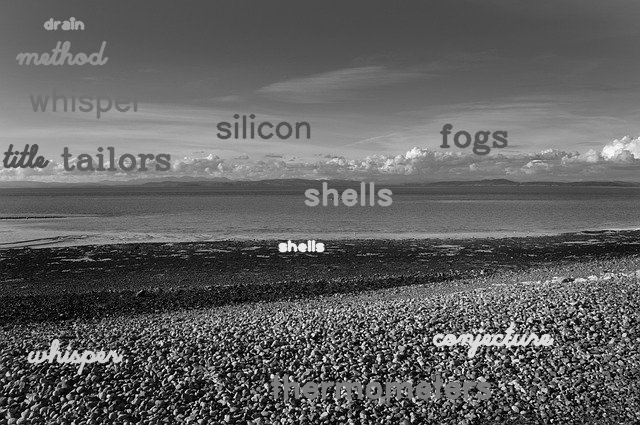 drain
method
whisper
silicon
fogs
title
tailors
shells
shells
conjecture
whisper
thermometers